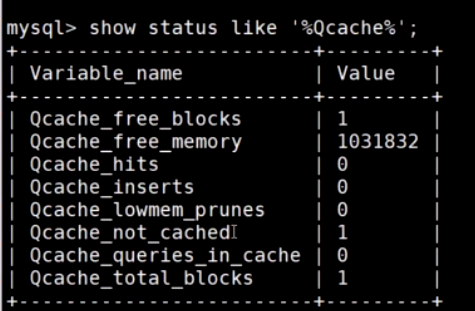 mysql> show status like '%Qcache%';
+-------------------------+---------+
| Variable_name           | Value   |
+-------------------------+---------+
| Qcache_free_blocks      | 1       |
| Qcache_free_memory      | 1031832 |
| Qcache_hits             | 0       |
| Qcache_inserts          | 0       |
| Qcache_lowmem_prunes    | 0       |
| Qcache_not_cached       | 1       |
| Qcache_queries_in_cache | 0       |
| Qcache_total_blocks     | 1       |
+-------------------------+---------+